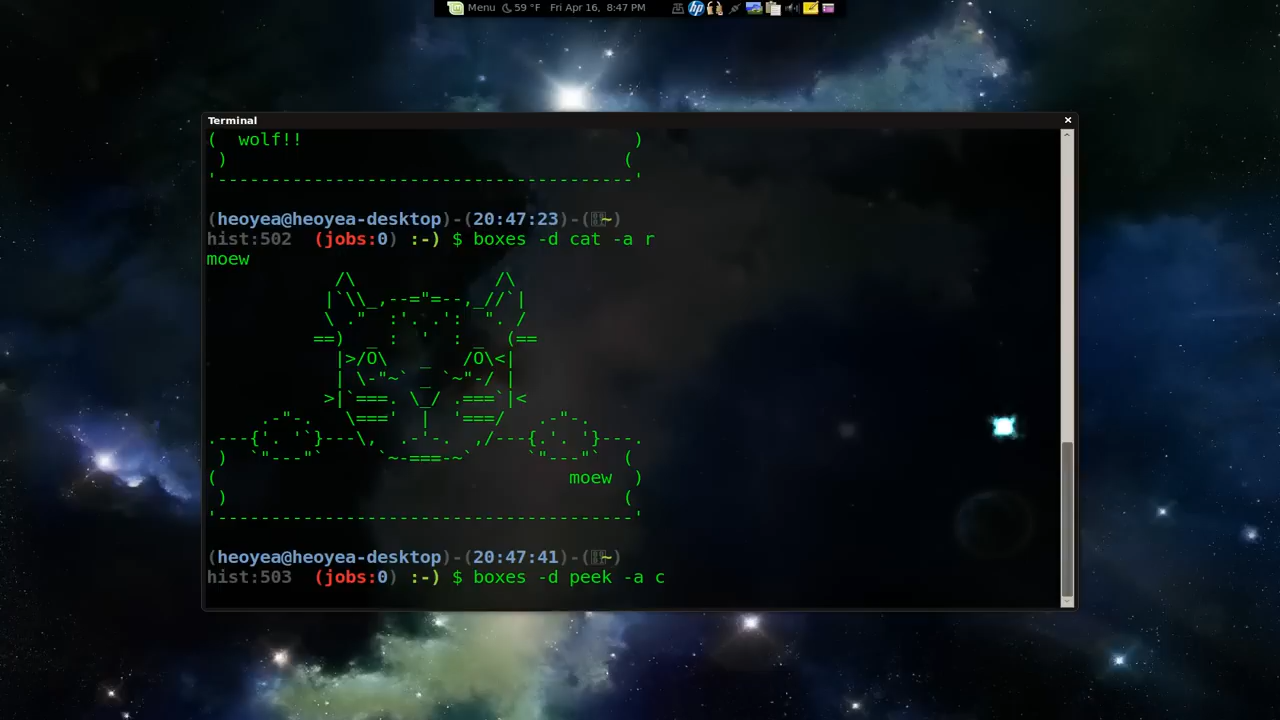 Menu 59 °F Fri Apr 16, 8:47 PM
hp
Terminal
(  wolf!!                                )
 )                                      (
'---------------------------------------'
(heoyea@heoyea-desktop)-(20:47:23)-(~)
hist:502  (jobs:0) :-) $ boxes -d cat -a r
moew
            /\             /\
           |`\\_,--="=--,_//`|
           \ ."  :'. .':  ". /
          ==)  _ :  '  : _  (==
            |>/O\   _   /O\<|
            | \-"~` _ `~"-/ |
           >|`===. \_/ .===`|<
     .-"-.   \==='  |  '===/   .-"-.
.---{'. '`}---\,  .-'-.  ,/---{.'. '}---.
 )  `"---"`     `~-===-~`     `"---"`  (
(                                 moew  )
 )                                     (
'---------------------------------------'
(heoyea@heoyea-desktop)-(20:47:41)-(~)
hist:503  (jobs:0) :-) $ boxes -d peek -a c